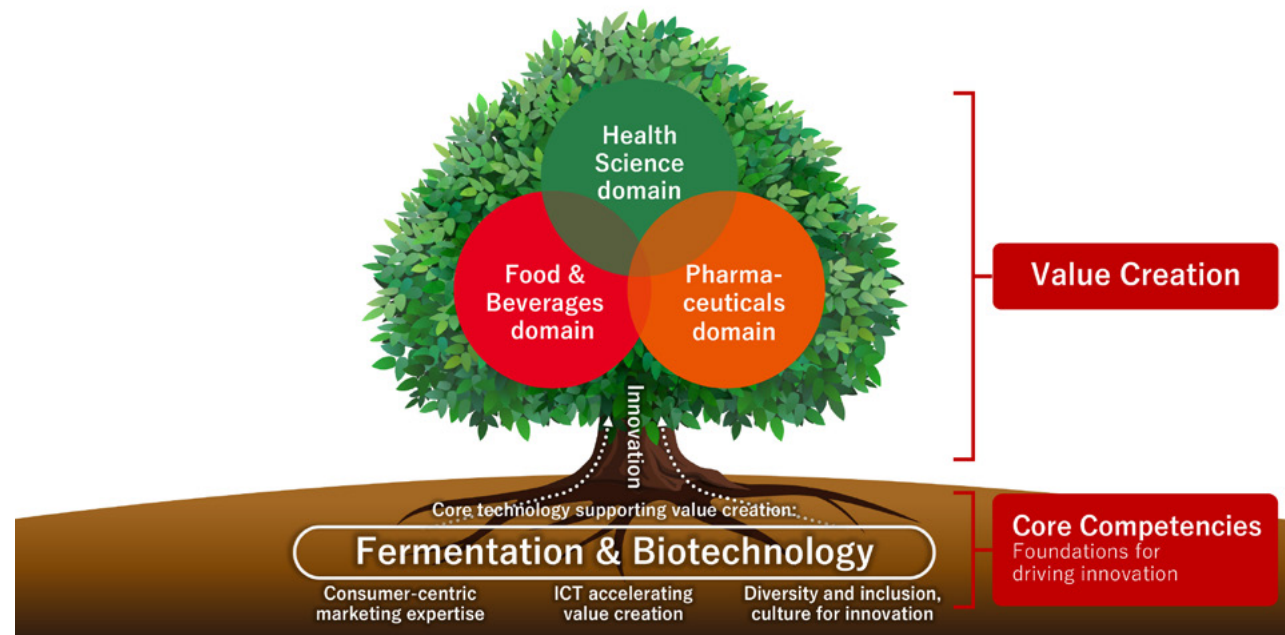 Health
Science
domain
Food &
Beverages
domain
Pharma-
ceuticals
domain
Value Creation
Innovation
Core technology supporting value creation:
Fermentation & Biotechnology
Consumer-centric
marketing expertise
ICT accelerating
value creation
Diversity and inclusion,
culture for innovation
Core Competencies
Foundations for
driving innovation